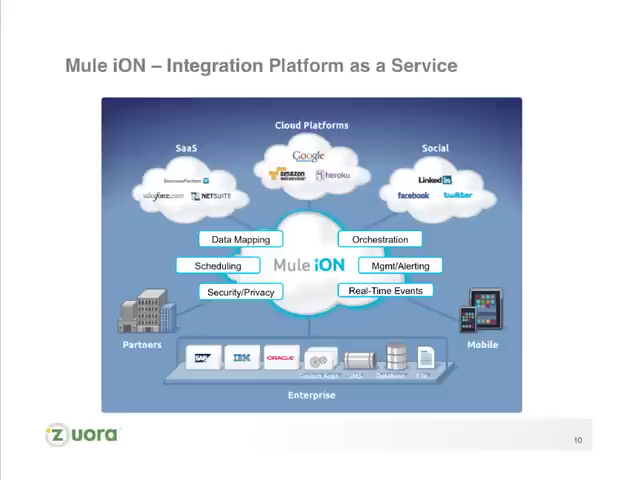 Mule iON – Integration Platform as a Service
Cloud Platforms
SaaS
Social
Google
SuccessFactors
amazon
heroku
LinkedIn
salesforce.com
NETSUITE
facebook
twitter
Data Mapping
Orchestration
Scheduling
Mule iON
Mgmt/Alerting
Security/Privacy
Real-Time Events
Partners
Mobile
SAP
IBM
ORACLE
Custom Apps
JMS
Database
File
Enterprise
zuora
10